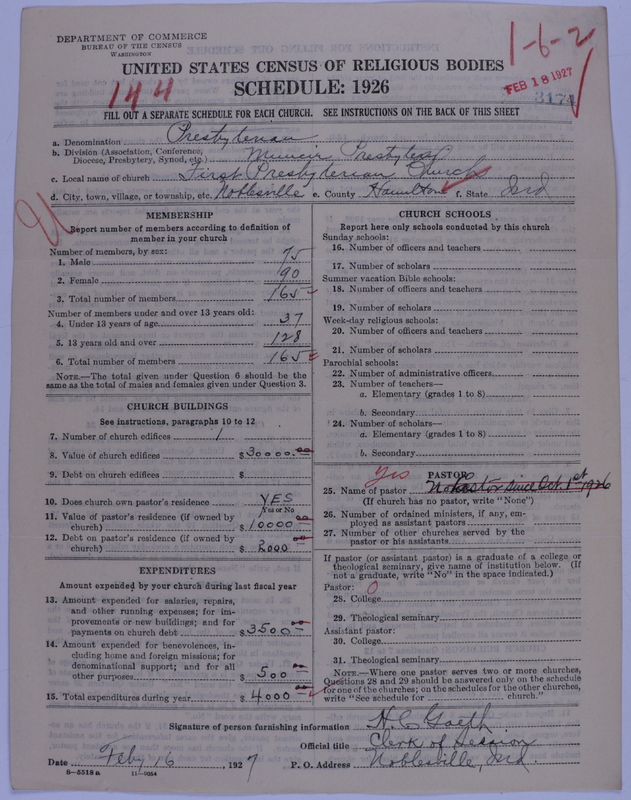 DEPARTMENT OF COMMERCE
BUREAU OF THE CENSUS
WASHINGTON
1-6-2
UNITED STATES CENSUS OF RELIGIOUS BODIES
SCHEDULE: 1926
144
FEB 18 1927
3174
FILL OUT A SEPARATE SCHEDULE FOR EACH CHURCH. SEE INSTRUCTIONS ON THE BACK OF THIS SHEET
a. Denomination Presbyterian
b. Division (Association, Conference, Diocese, Presbytery, Synod, etc.) Muncie Presbytery
c. Local name of church First Presbyterian Church
d. City, town, village, or township, etc. Noblesville e. County Hamilton f. State Ind
MEMBERSHIP
Report number of members according to definition of
member in your church
Number of members by sex:
1. Male 75
2. Female 90
3. Total number of members 165
Number of members under and over 13 years old:
4. Under 13 years of age 37
5. 13 years old and over 128
6. Total number of members 165
NOTE.—The total given under Question 6 should be
same as the total of males and females given under Question 3.
CHURCH BUILDINGS
See instructions, paragraphs 10 to 12
7. Number of church edifices 1
8. Value of church edifices $30000.00
9. Debt on church edifices $
10. Does church own pastor's residence YES
Yes or No
11. Value of pastor's residence (if owned by
church) $10000.00
12. Debt on pastor's residence (if owned by
church) $2000.00
EXPENDITURES
Amount expended by your church during last fiscal year
13. Amount expended for salaries, repairs,
and other running expenses; for im-
provements or new buildings; and for
payments on church debt $3500.00
14. Amount expended for benevolences, in-
cluding home and foreign missions; for
denominational support; and for all
other purposes $500.00
15. Total expenditures during year $4000.00
CHURCH SCHOOLS
Report here only schools conducted by this church
Sunday schools:
16. Number of officers and teachers
17. Number of scholars
Summer vacation Bible schools:
18. Number of officers and teachers
19. Number of scholars
Week-day religious schools:
20. Number of officers and teachers
21. Number of scholars
Parochial schools:
22. Number of administrative officers
23. Number of teachers—
a. Elementary (grades 1 to 8)
b. Secondary
24. Number of scholars—
a. Elementary (grades 1 to 8)
b. Secondary
yes PASTOR
25. Name of pastor No Pastor since Oct 1st 1926
(If church has no pastor, write "None")
26. Number of ordained ministers, if any, em-
ployed as assistant pastors
27. Number of other churches served by the
pastor or his assistants
If pastor (or assistant pastor) is a graduate of a college or
theological seminary, give name of institution below. (If
not a graduate, write "No" in the space indicated.)
Pastor: 0
28. College
29. Theological seminary
Assistant pastor:
30. College
31. Theological seminary
NOTE.—Where one pastor serves two or more churches,
Questions 28 and 29 should be answered only on the schedule
for one of the churches; on the schedules for the other churches,
write "See schedule for church."
Signature of person furnishing information H. C.
Official title Clerk of Session
Date Feby 16, 1927 P. O. Address Noblesville, Ind.
8—5518a 11—9054